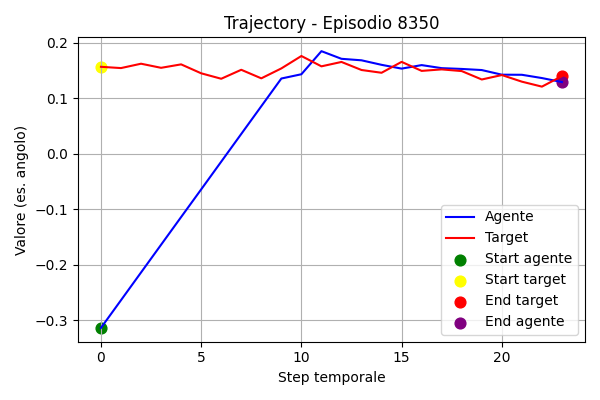 Trajectory - Episodio 8350
Valore (es. angolo)
0.2
0.1
0.0
−0.1
−0.2
−0.3
0
5
10
15
20
Step temporale
Agente
Target
Start agente
Start target
End target
End agente